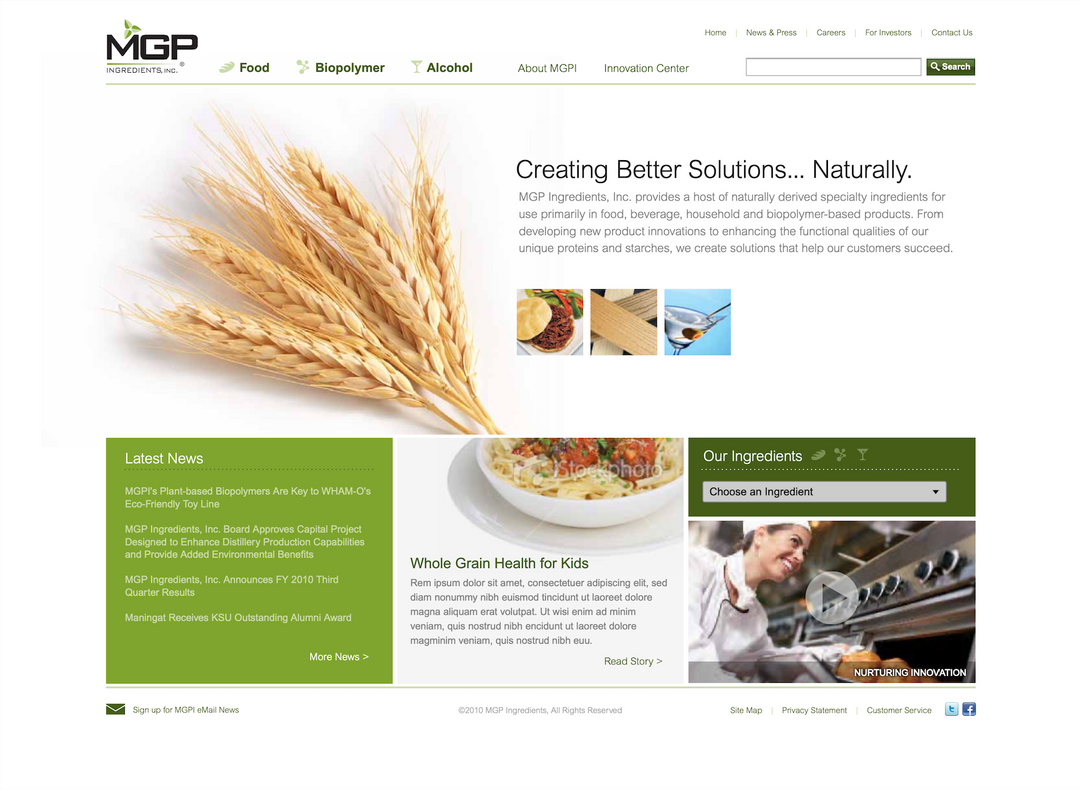 MGP
INGREDIENTS, INC. ®
Home | News & Press | Careers | For Investors | Contact Us
Food
Biopolymer
Alcohol
About MGPI
Innovation Center
Search
Creating Better Solutions... Naturally.
MGP Ingredients, Inc. provides a host of naturally derived specialty ingredients for
use primarily in food, beverage, household and biopolymer-based products. From
developing new product innovations to enhancing the functional qualities of our
unique proteins and starches, we create solutions that help our customers succeed.
Latest News
MGPI's Plant-based Biopolymers Are Key to WHAM-O's
Eco-Friendly Toy Line
MGP Ingredients, Inc. Board Approves Capital Project
Designed to Enhance Distillery Production Capabilities
and Provide Added Environmental Benefits
MGP Ingredients, Inc. Announces FY 2010 Third
Quarter Results
Maningat Receives KSU Outstanding Alumni Award
More News >
iStockphoto
Whole Grain Health for Kids
Rem ipsum dolor sit amet, consectetuer adipiscing elit, sed
diam nonummy nibh euismod tincidunt ut laoreet dolore
magna aliquam erat volutpat. Ut wisi enim ad minim
veniam, quis nostrud nibh encidunt ut laoreet dolore
magminim veniam, quis nostrud nibh euu.
Read Story >
Our Ingredients
Choose an Ingredient
NURTURING INNOVATION
Sign up for MGPI eMail News
©2010 MGP Ingredients, All Rights Reserved
Site Map | Privacy Statement | Customer Service
t f